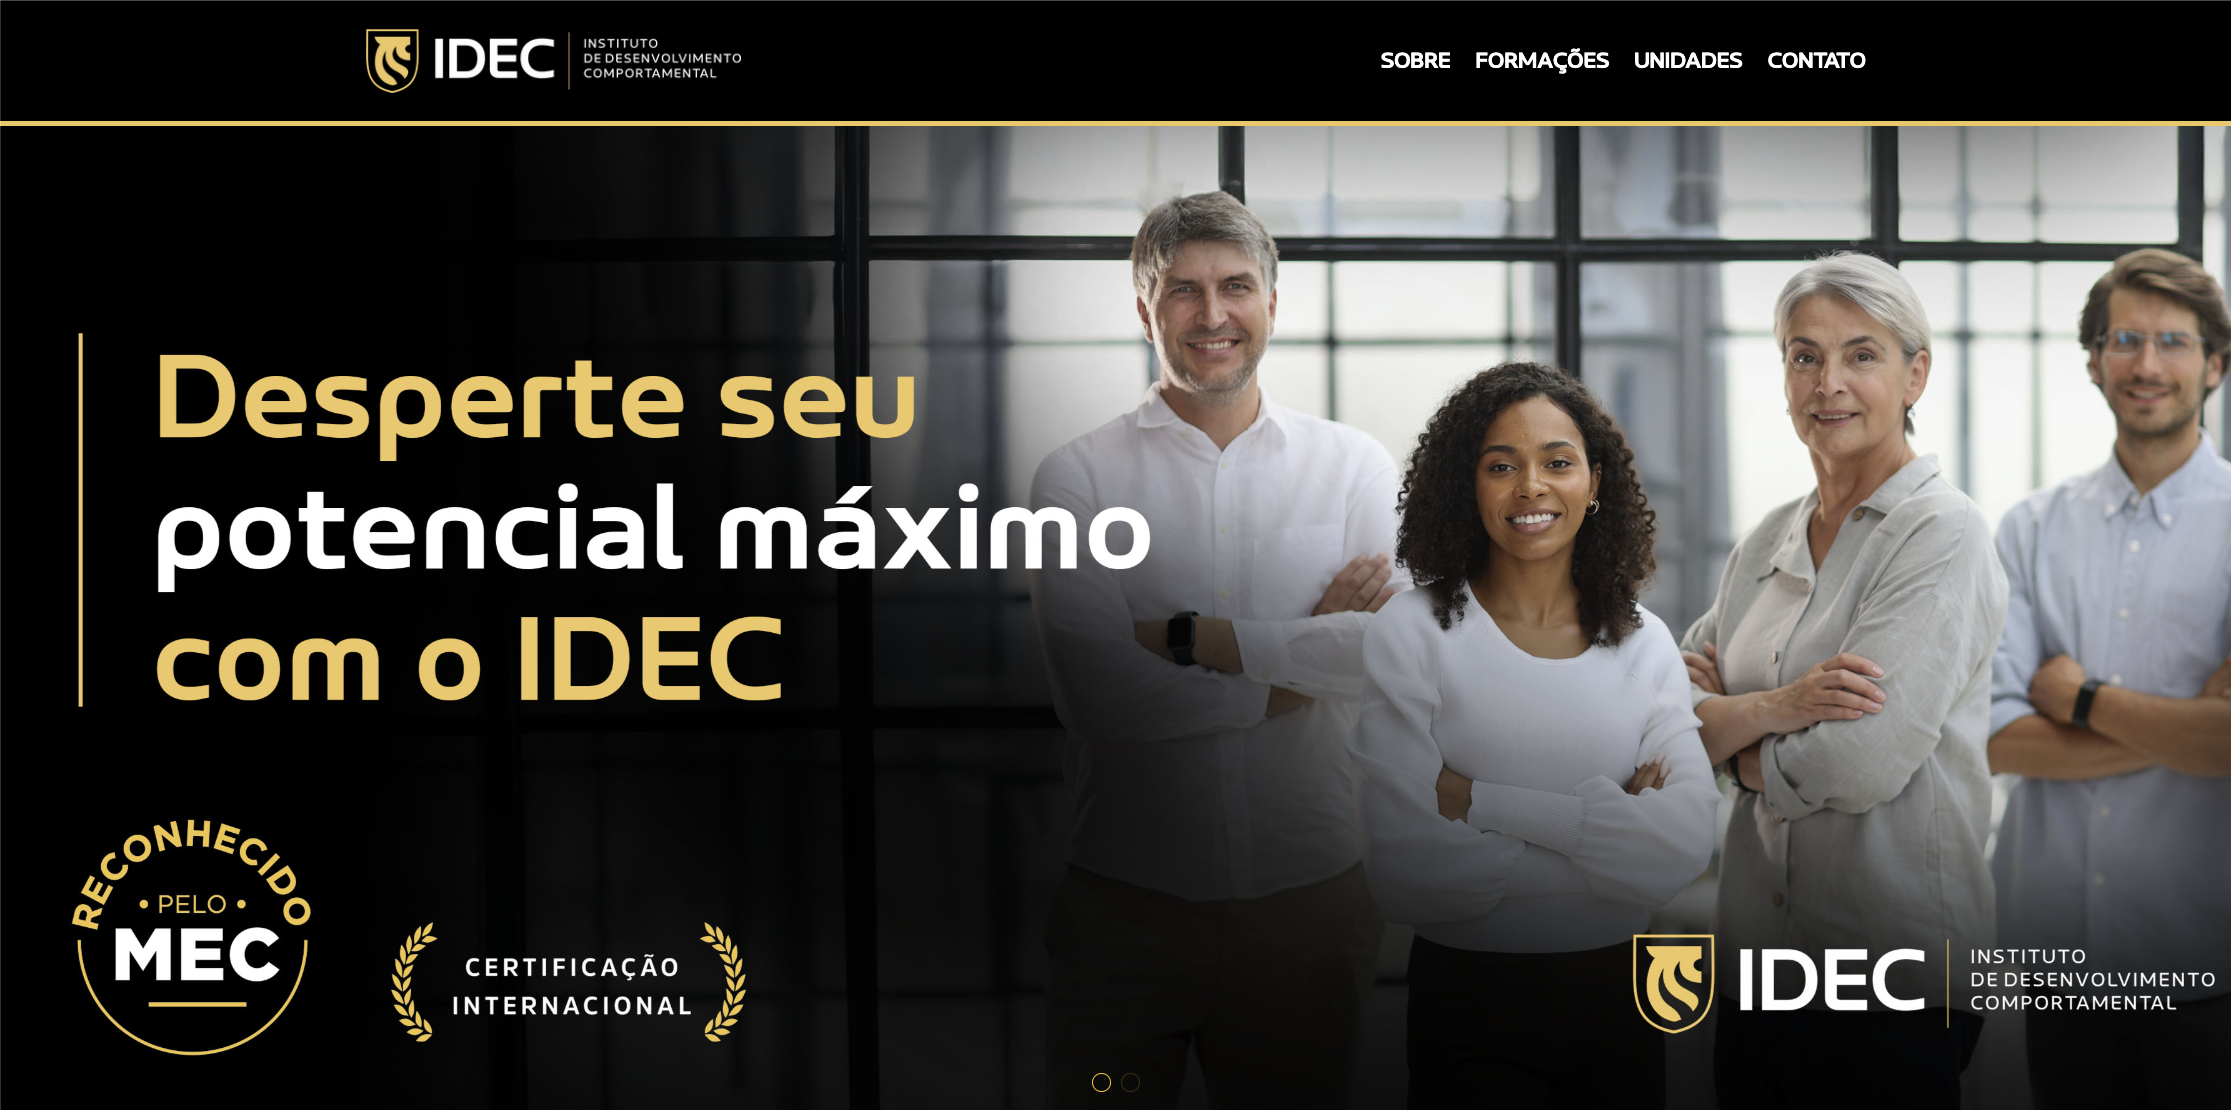 IDEC
INSTITUTO
DE DESENVOLVIMENTO
COMPORTAMENTAL
SOBRE FORMAÇÕES UNIDADES CONTATO
Desperte seu
potencial máximo
com o IDEC
RECONHECIDO
• PELO •
MEC
CERTIFICAÇÃO
INTERNACIONAL
IDEC
INSTITUTO
DE DESENVOLVIMENTO
COMPORTAMENTAL